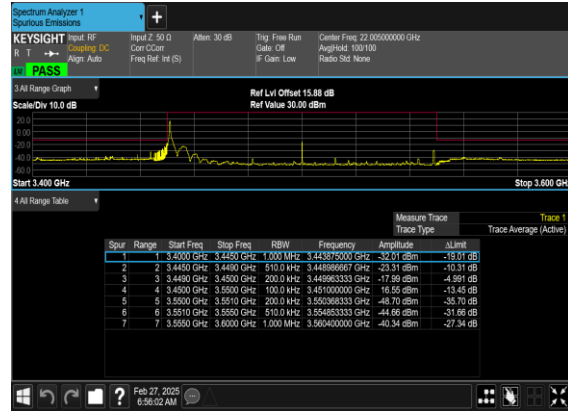 Spectrum Analyzer 1
Spurious Emissions
KEYSIGHT Input: RF Input Z: 50 Ω Atten: 30 dB Trig: Free Run Center Freq: 22.005000000 GHz
R T Coupling: DC Corr CCorr Gate: Off Avg|Hold: 100/100
Align: Auto Freq Ref: Int (S) IF Gain: Low Radio Std: None
PASS
3 All Range Graph
Ref Lvl Offset 15.88 dB
Scale/Div 10.0 dB Ref Value 30.00 dBm
20.0
0.00
-20.0
-40.0
-60.0
Start 3.400 GHz Stop 3.600 GHz
4 All Range Table
Measure Trace Trace 1
Trace Type Trace Average (Active)
Spur Range Start Freq Stop Freq RBW Frequency Amplitude ΔLimit
1 1 3.4000 GHz 3.4450 GHz 1.000 MHz 3.443875000 GHz -32.01 dBm -19.01 dB
2 2 3.4450 GHz 3.4490 GHz 510.0 kHz 3.448986667 GHz -23.31 dBm -10.31 dB
3 3 3.4490 GHz 3.4500 GHz 200.0 kHz 3.449963333 GHz -17.99 dBm -4.991 dB
4 4 3.4500 GHz 3.5500 GHz 100.0 kHz 3.451000000 GHz 16.55 dBm -13.45 dB
5 5 3.5500 GHz 3.5510 GHz 200.0 kHz 3.550368333 GHz -48.70 dBm -35.70 dB
6 6 3.5510 GHz 3.5550 GHz 510.0 kHz 3.554853333 GHz -44.66 dBm -31.66 dB
7 7 3.5550 GHz 3.6000 GHz 1.000 MHz 3.560400000 GHz -40.34 dBm -27.34 dB
Feb 27, 2025
6:56:02 AM